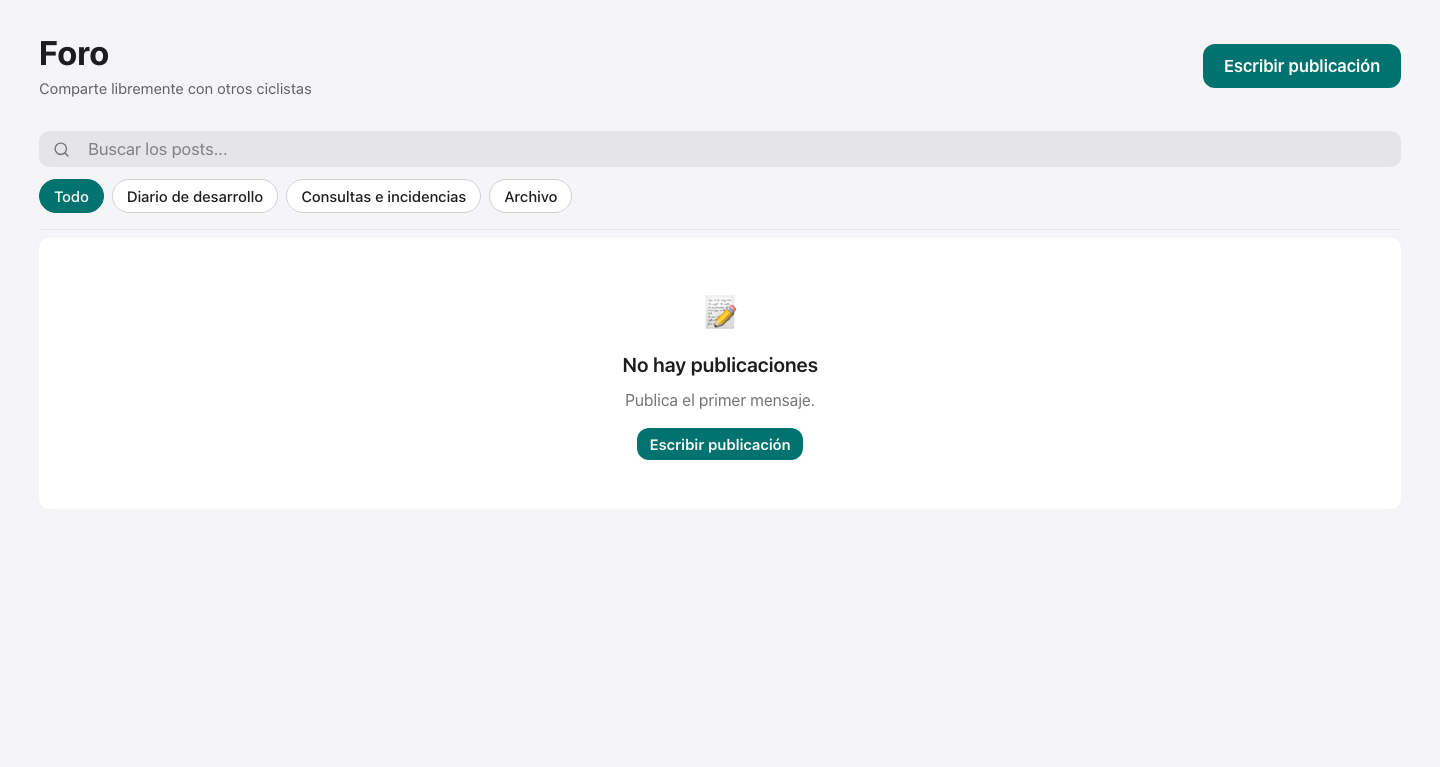 Foro
Comparte libremente con otros ciclistas
Escribir publicación
Buscar los posts...
Todo
Diario de desarrollo
Consultas e incidencias
Archivo
No hay publicaciones
Publica el primer mensaje.
Escribir publicación